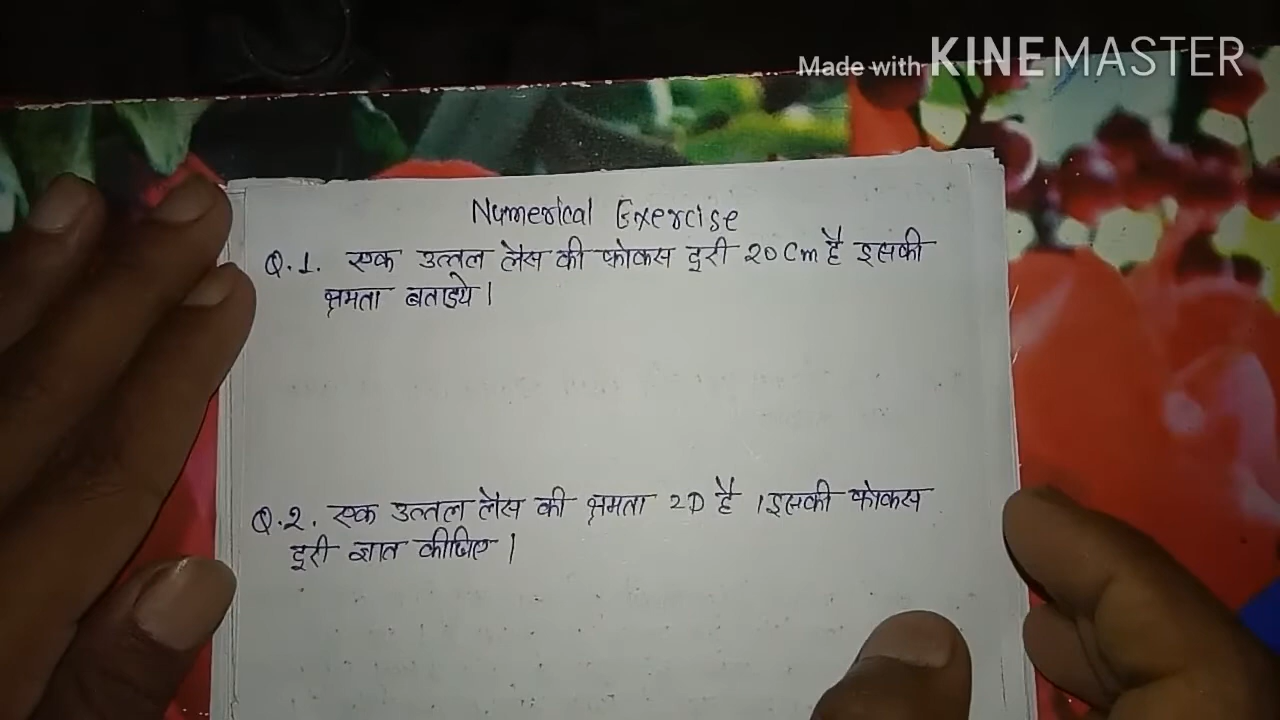 Made with KINEMASTER
Numerical Exercise
Q.1. एक उत्तल लैंस की फोकस दूरी 20 Cm है इसकी
क्षमता बताइये।
Q.2. एक उत्तल लैंस की क्षमता 2D है । इसकी फोकस
दूरी ज्ञात कीजिए।